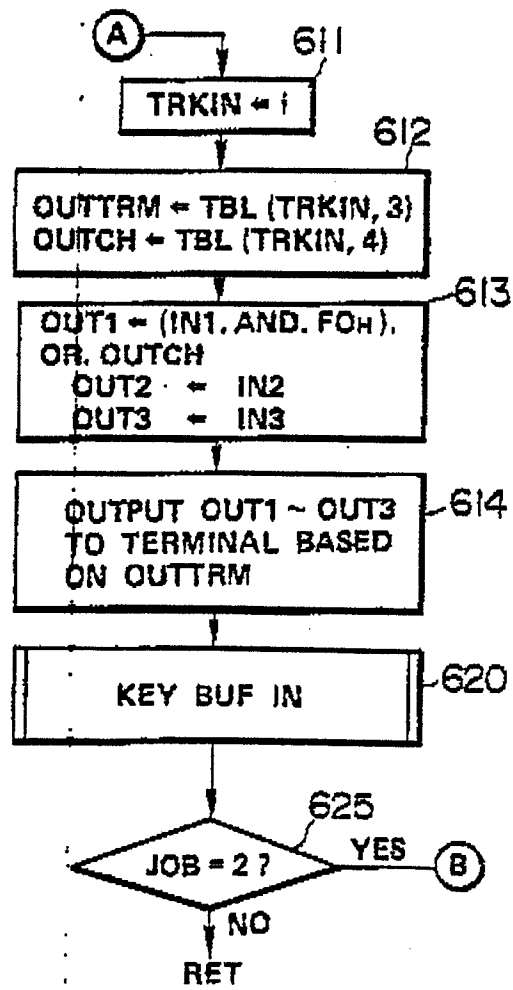 A
611
TRKIN ← i
612
OUTTRM ← TBL (TRKIN, 3)
OUTCH ← TBL (TRKIN, 4)
613
OUT1 ← (IN1. AND. F0H).
OR. OUTCH
OUT2 ← IN2
OUT3 ← IN3
614
OUTPUT OUT1 ~ OUT3
TO TERMINAL BASED
ON OUTTRM
620
KEY BUF IN
625
JOB = 2 ?
YES
B
NO
RET